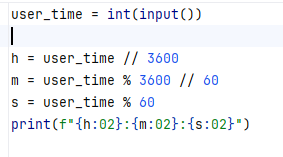 user_time = int(input())
h = user_time // 3600
m = user_time % 3600 // 60
s = user_time % 60
print(f"{h:02}:{m:02}:{s:02}")